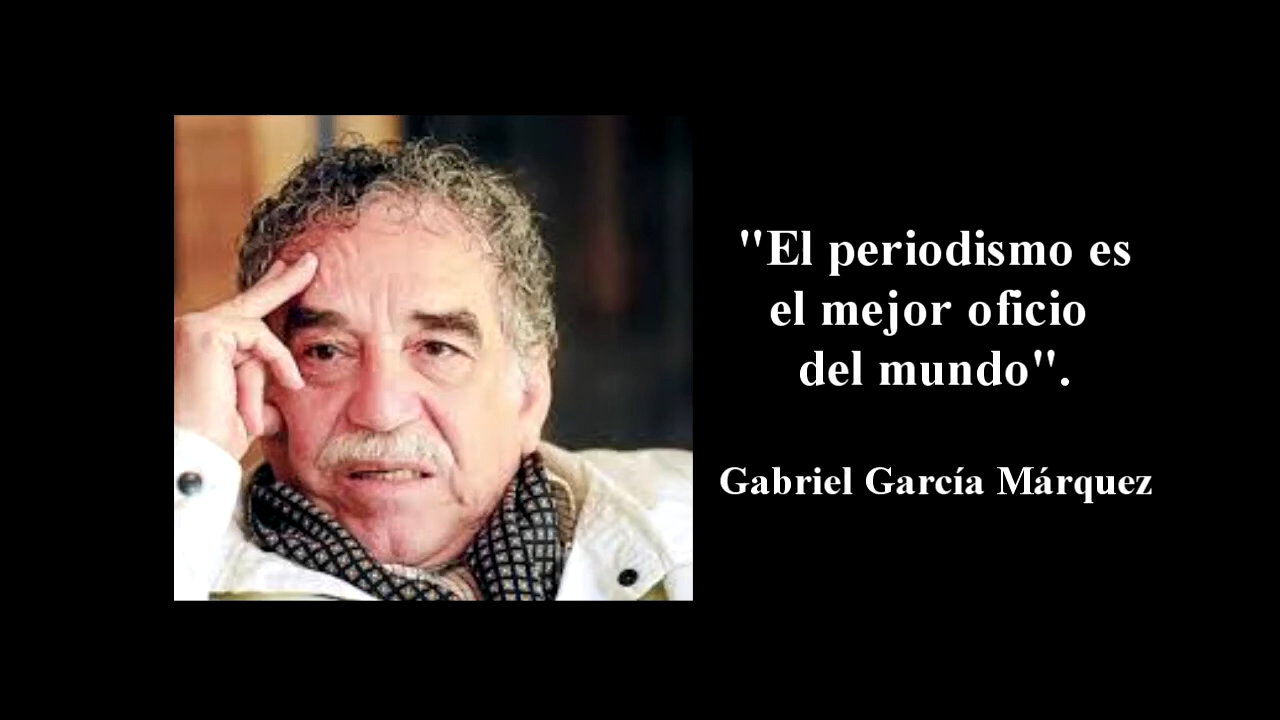 "El periodismo es
el mejor oficio
del mundo".
Gabriel García Márquez